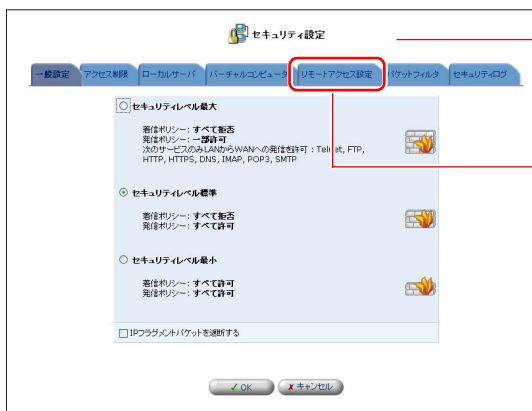 セキュリティ設定
一般設定 アクセス制限 ローカルサーバ バーチャルコンピュータ リモートアクセス設定 パケットフィルタ セキュリティログ
セキュリティレベル最大
着信ポリシー: すべて拒否
発信ポリシー: 一部許可
次のサービスのみLANからWANへの発信を許可 : Telnet, FTP,
HTTP, HTTPS, DNS, IMAP, POP3, SMTP
セキュリティレベル標準
着信ポリシー: すべて拒否
発信ポリシー: すべて許可
セキュリティレベル最小
着信ポリシー: すべて許可
発信ポリシー: すべて許可
IPフラグメントパケットを遮断する
✓ OK ✗ キャンセル